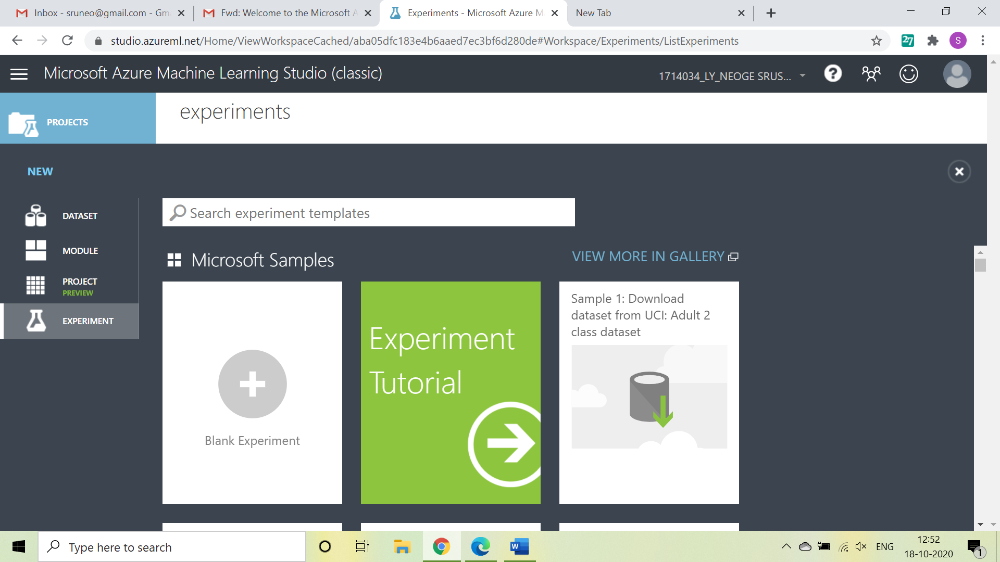 Inbox - sruneo@gmail.com - Gm
Fwd: Welcome to the Microsoft A
Experiments - Microsoft Azure M
New Tab
studio.azureml.net/Home/ViewWorkspaceCached/aba05dfc183e4b6aaed7ec3bf6d280de#Workspace/Experiments/ListExperiments
27
S
Microsoft Azure Machine Learning Studio (classic)
1714034_LY_NEOGE SRUS...
?
PROJECTS
experiments
NEW
DATASET
MODULE
PROJECT
PREVIEW
EXPERIMENT
Search experiment templates
Microsoft Samples
VIEW MORE IN GALLERY
Blank Experiment
Experiment
Tutorial
Sample 1: Download
dataset from UCI: Adult 2
class dataset
Type here to search
W
ENG
12:52
18-10-2020
1